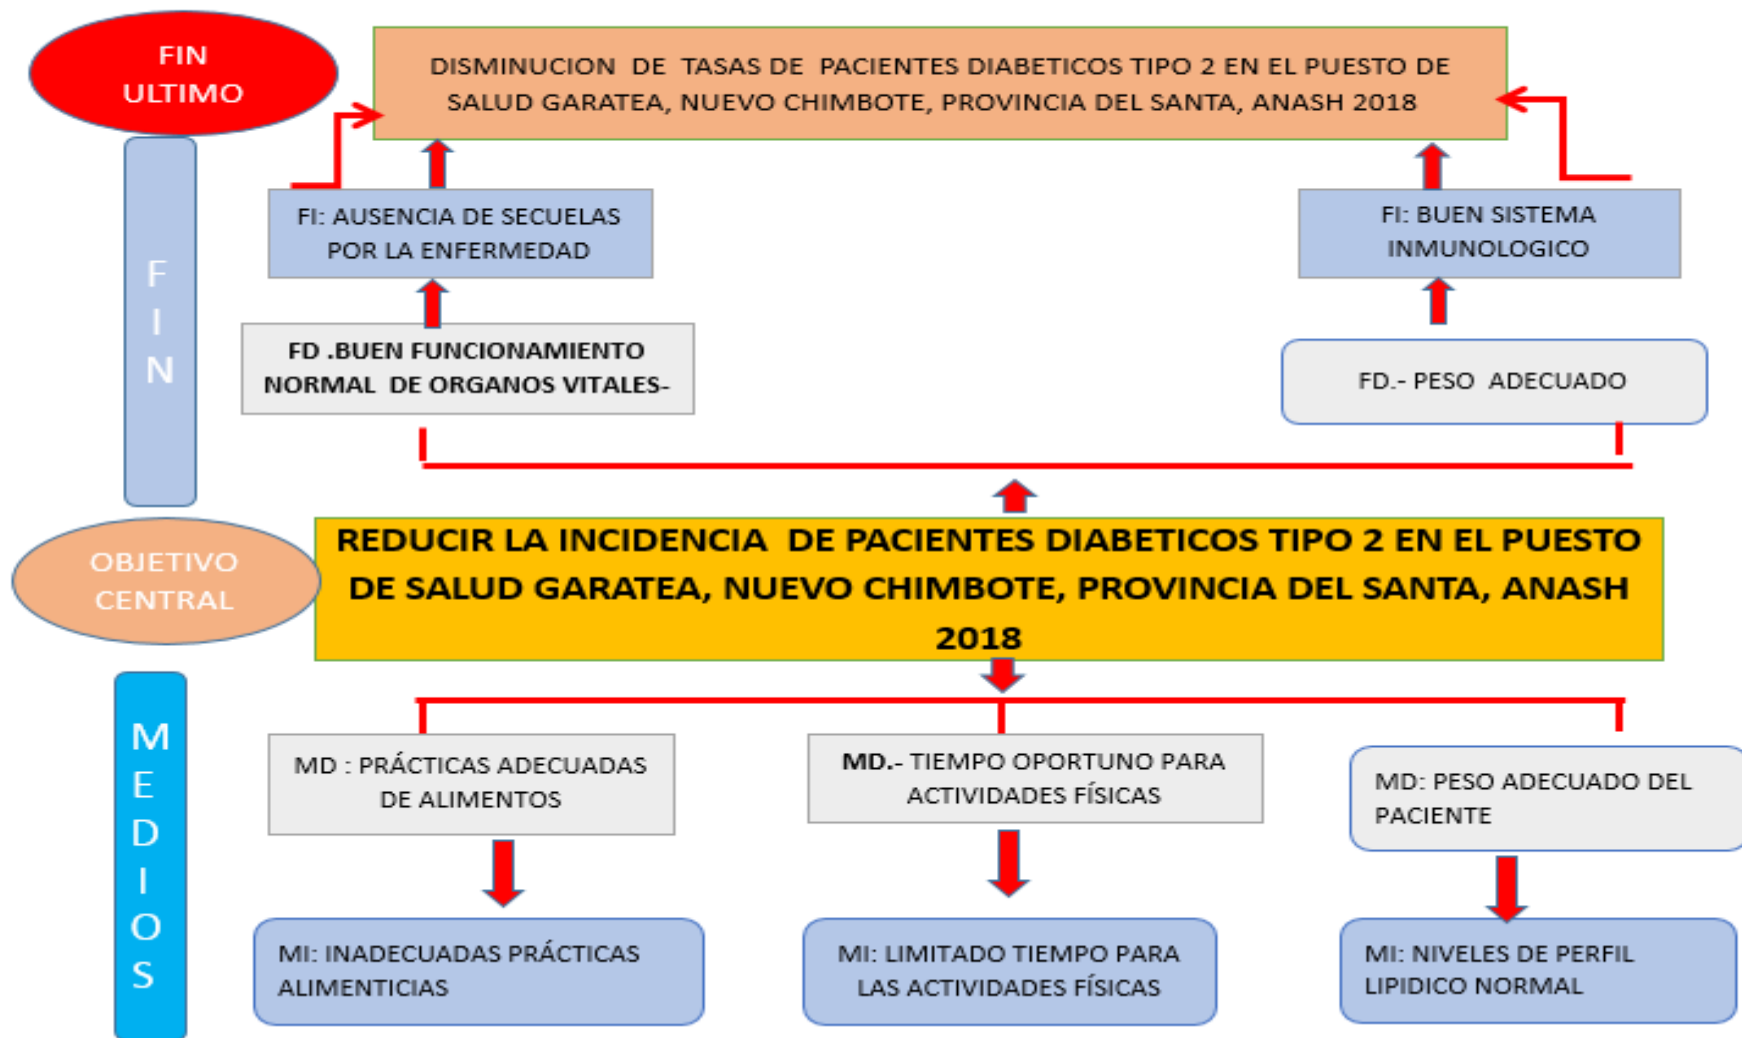 FIN
ULTIMO
DISMINUCION DE TASAS DE PACIENTES DIABETICOS TIPO 2 EN EL PUESTO DE
SALUD GARATEA, NUEVO CHIMBOTE, PROVINCIA DEL SANTA, ANASH 2018
F
I
N
FI: AUSENCIA DE SECUELAS
POR LA ENFERMEDAD
FI: BUEN SISTEMA
INMUNOLOGICO
FD .BUEN FUNCIONAMIENTO
NORMAL DE ORGANOS VITALES-
FD.- PESO ADECUADO
OBJETIVO
CENTRAL
REDUCIR LA INCIDENCIA DE PACIENTES DIABETICOS TIPO 2 EN EL PUESTO
DE SALUD GARATEA, NUEVO CHIMBOTE, PROVINCIA DEL SANTA, ANASH
2018
M
E
D
I
O
S
MD : PRÁCTICAS ADECUADAS
DE ALIMENTOS
MD.- TIEMPO OPORTUNO PARA
ACTIVIDADES FÍSICAS
MD: PESO ADECUADO DEL
PACIENTE
MI: INADECUADAS PRÁCTICAS
ALIMENTICIAS
MI: LIMITADO TIEMPO PARA
LAS ACTIVIDADES FÍSICAS
MI: NIVELES DE PERFIL
LIPIDICO NORMAL